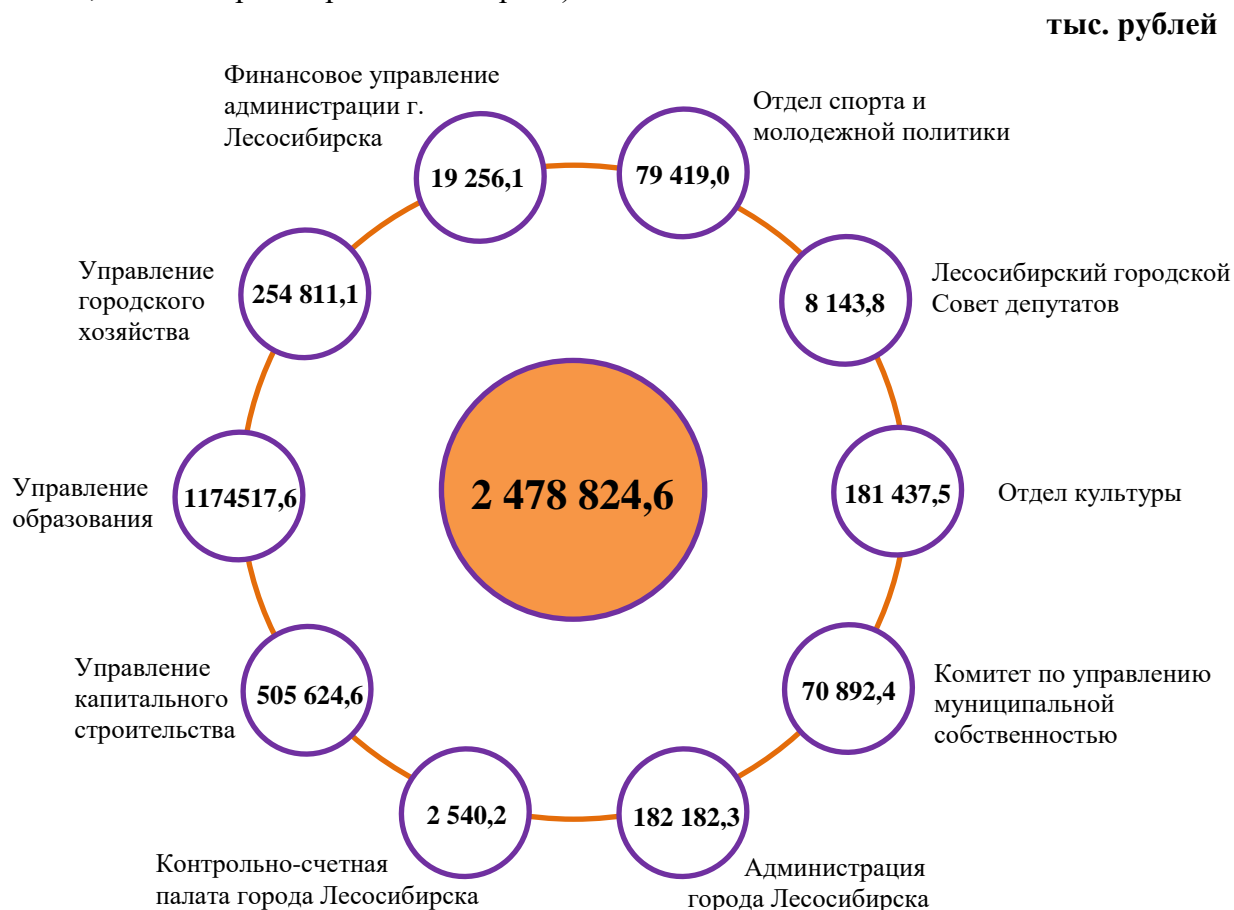 тыс. рублей
Финансовое управление
администрации г.
Лесосибирска
19 256,1
Отдел спорта и
молодежной политики
79 419,0
Управление
городского
хозяйства
254 811,1
Лесосибирский городской
Совет депутатов
8 143,8
Управление
образования
1174517,6
2 478 824,6
181 437,5
Отдел культуры
Управление
капитального
строительства
505 624,6
70 892,4
Комитет по управлению
муниципальной
собственностью
2 540,2
Контрольно-счетная
палата города Лесосибирска
182 182,3
Администрация
города Лесосибирска